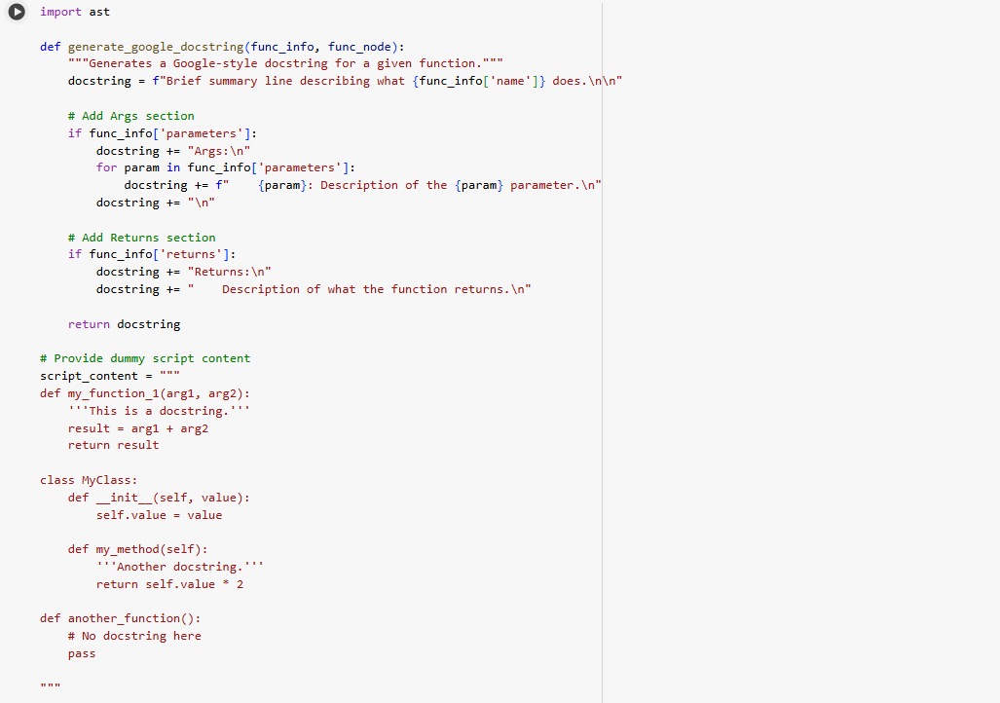 import ast
def generate_google_docstring(func_info, func_node):
    """Generates a Google-style docstring for a given function."""
    docstring = f"Brief summary line describing what {func_info['name']} does.\n\n"
    # Add Args section
    if func_info['parameters']:
        docstring += "Args:\n"
        for param in func_info['parameters']:
            docstring += f"    {param}: Description of the {param} parameter.\n"
        docstring += "\n"
    # Add Returns section
    if func_info['returns']:
        docstring += "Returns:\n"
        docstring += "    Description of what the function returns.\n"
    return docstring
# Provide dummy script content
script_content = """
def my_function_1(arg1, arg2):
    '''This is a docstring.'''
    result = arg1 + arg2
    return result
class MyClass:
    def __init__(self, value):
        self.value = value
    def my_method(self):
        '''Another docstring.'''
        return self.value * 2
def another_function():
    # No docstring here
    pass
"""